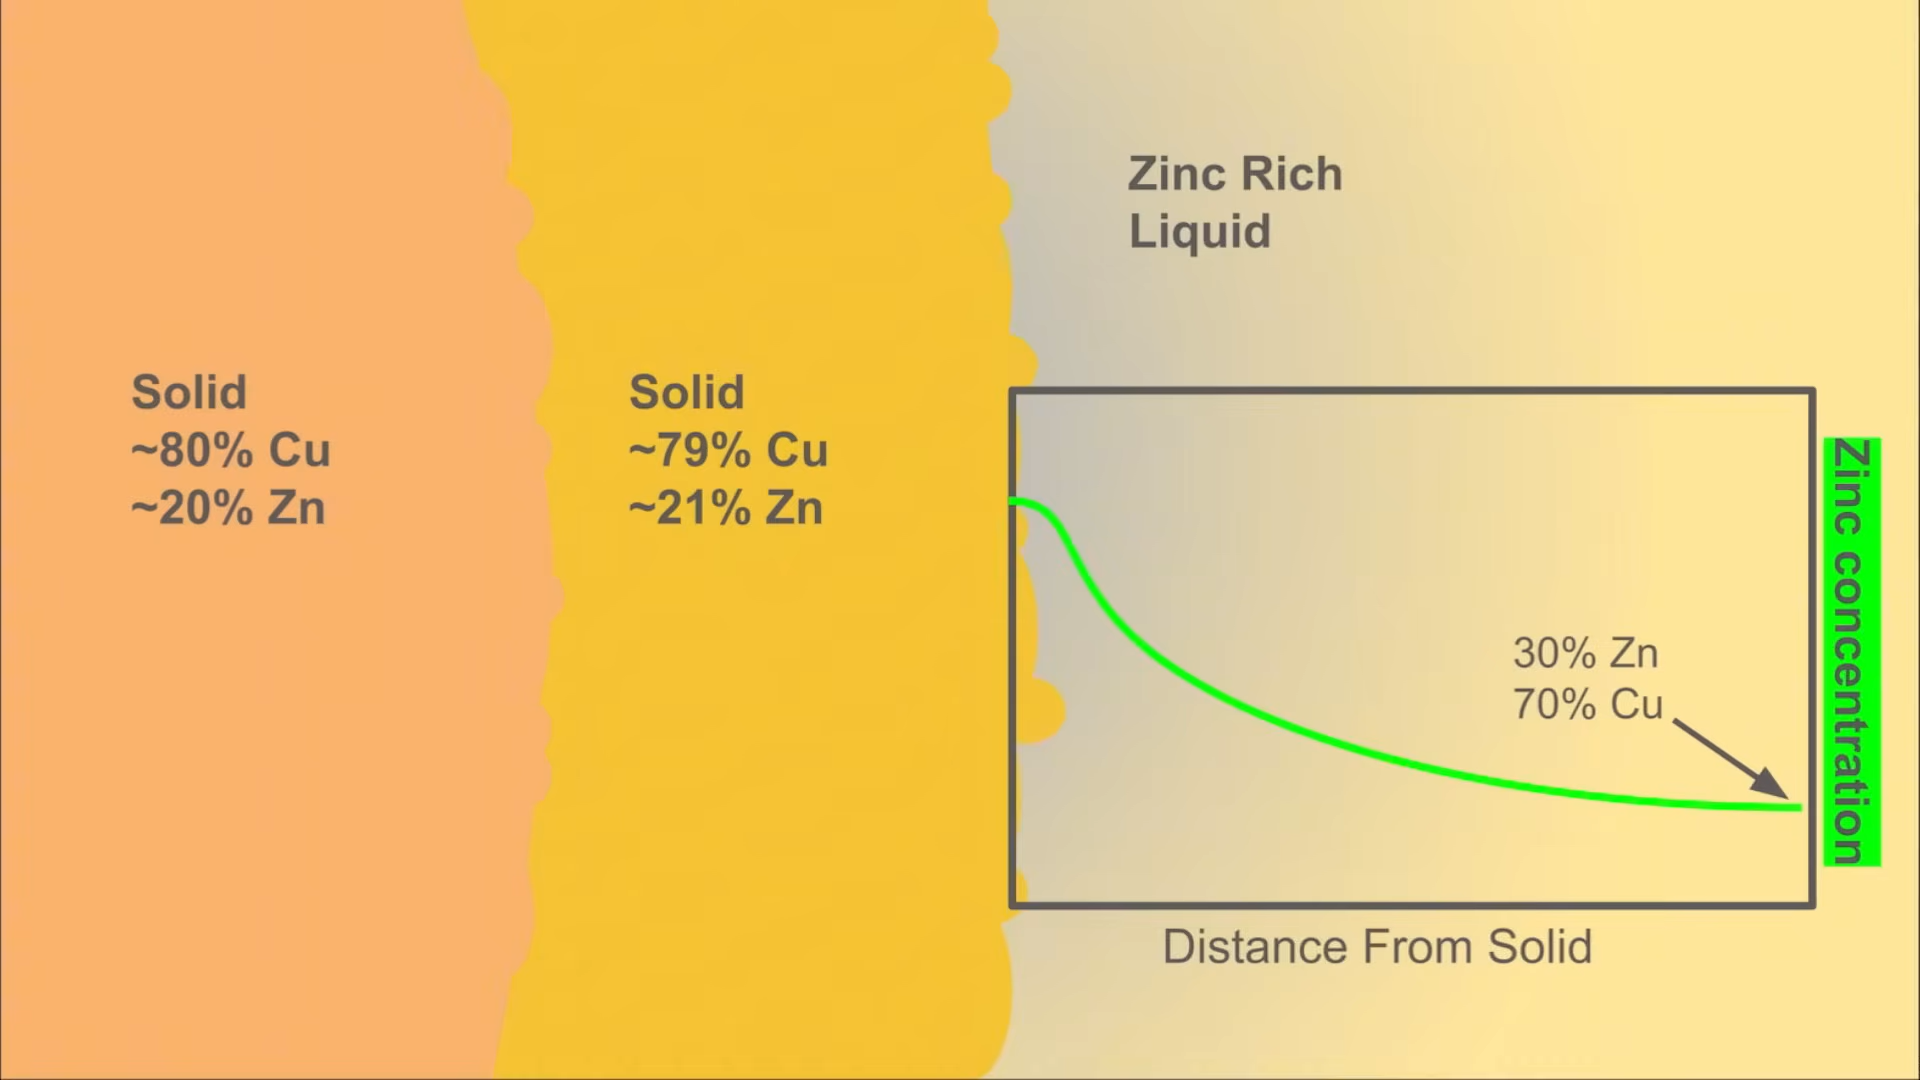 Solid
~80% Cu
~20% Zn
Solid
~79% Cu
~21% Zn
Zinc Rich
Liquid
30% Zn
70% Cu
Zinc concentration
Distance From Solid